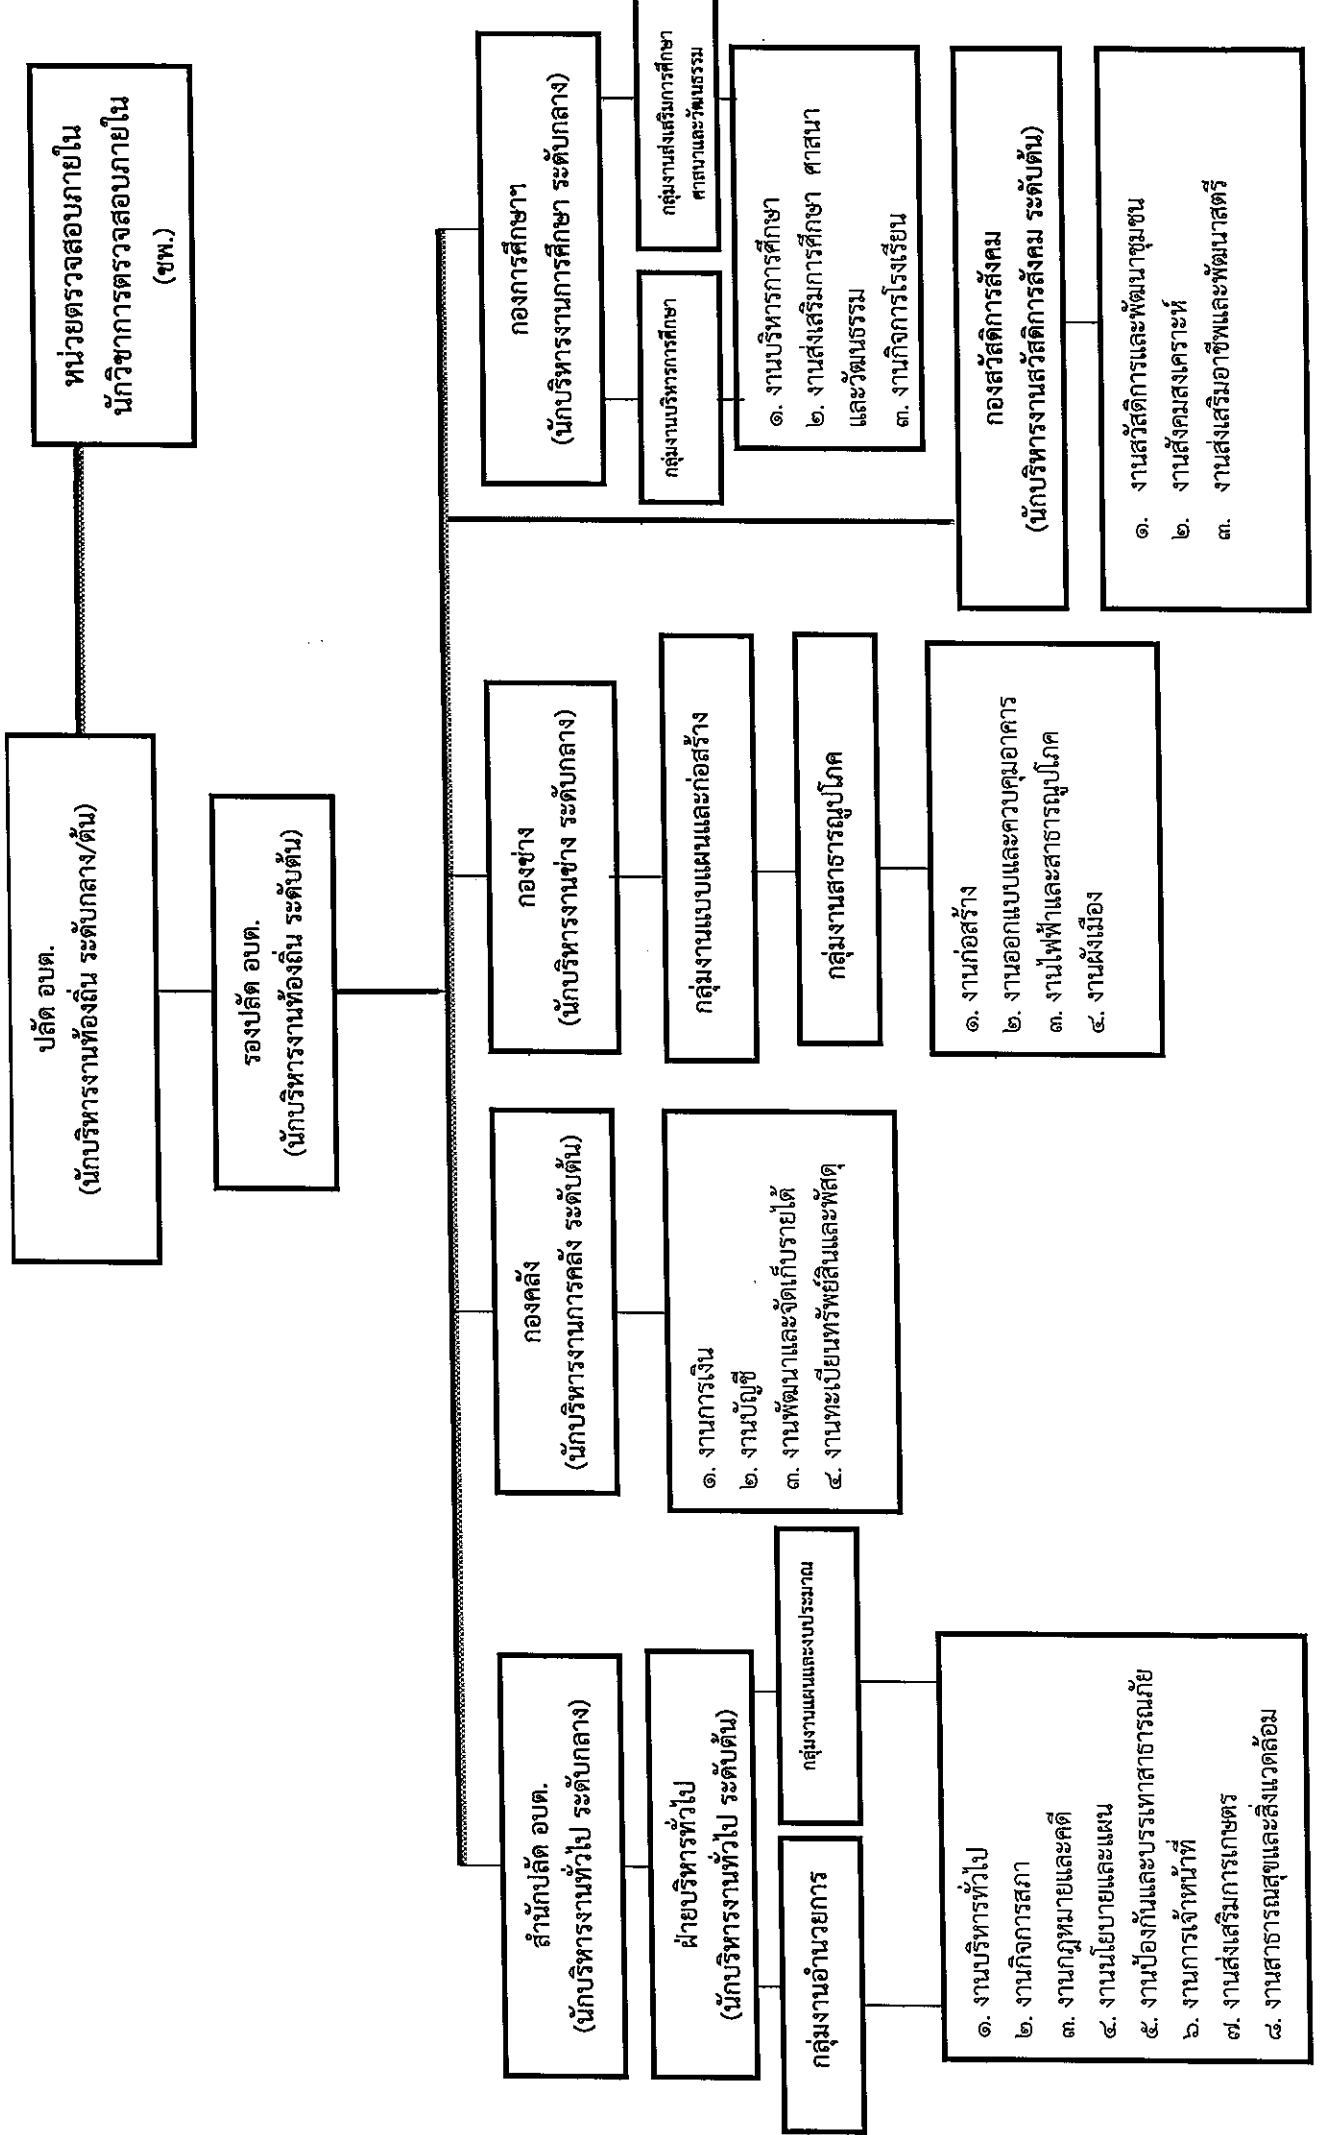 ปลัด อบต.
(นักบริหารงานท้องถิ่น ระดับกลาง/ต้น)
หน่วยตรวจสอบภายใน
นักวิชาการตรวจสอบภายใน
(ชพ.)
รองปลัด อบต.
(นักบริหารงานท้องถิ่น ระดับต้น)
สำนักปลัด อบต.
(นักบริหารงานทั่วไป ระดับกลาง)
ฝ่ายบริหารทั่วไป
(นักบริหารงานทั่วไป ระดับต้น)
กลุ่มงานอำนวยการ
กลุ่มงานแผนและงบประมาณ
๑. งานบริหารทั่วไป
๒. งานกิจการสภา
๓. งานกฎหมายและคดี
๔. งานนโยบายและแผน
๕. งานป้องกันและบรรเทาสาธารณภัย
๖. งานการเจ้าหน้าที่
๗. งานส่งเสริมการเกษตร
๘. งานสาธารณสุขและสิ่งแวดล้อม
กองคลัง
(นักบริหารงานการคลัง ระดับต้น)
๑. งานการเงิน
๒. งานบัญชี
๓. งานพัฒนาและจัดเก็บรายได้
๔. งานทะเบียนทรัพย์สินและพัสดุ
กองช่าง
(นักบริหารงานช่าง ระดับกลาง)
กลุ่มงานแบบแผนและก่อสร้าง
กลุ่มงานสาธารณูปโภค
๑. งานก่อสร้าง
๒. งานออกแบบและควบคุมอาคาร
๓. งานไฟฟ้าและสาธารณูปโภค
๔. งานผังเมือง
กองการศึกษาฯ
(นักบริหารงานการศึกษา ระดับกลาง)
กลุ่มงานบริหารการศึกษา
กลุ่มงานส่งเสริมการศึกษา
ศาสนาและวัฒนธรรม
๑. งานบริหารการศึกษา
๒. งานส่งเสริมการศึกษา ศาสนา
และวัฒนธรรม
๓. งานกิจการโรงเรียน
กองสวัสดิการสังคม
(นักบริหารงานสวัสดิการสังคม ระดับต้น)
๑. งานสวัสดิการและพัฒนาชุมชน
๒. งานสังคมสงเคราะห์
๓. งานส่งเสริมอาชีพและพัฒนาสตรี